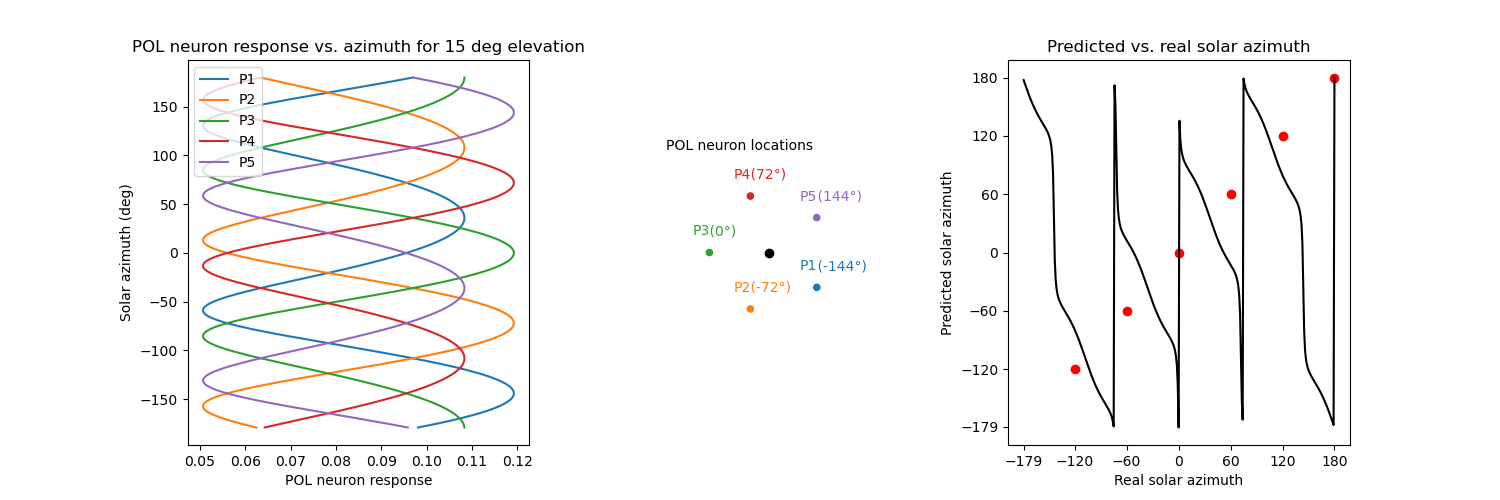 POL neuron response vs. azimuth for 15 deg elevation
P1
P2
P3
P4
P5
150
100
50
0
−50
−100
−150
Solar azimuth (deg)
0.05 0.06 0.07 0.08 0.09 0.10 0.11 0.12
POL neuron response
POL neuron locations
P4(72°)
P5(144°)
P3(0°)
P1(-144°)
P2(-72°)
Predicted vs. real solar azimuth
180
120
60
0
−60
−120
−179
Predicted solar azimuth
−179 −120 −60 0 60 120 180
Real solar azimuth